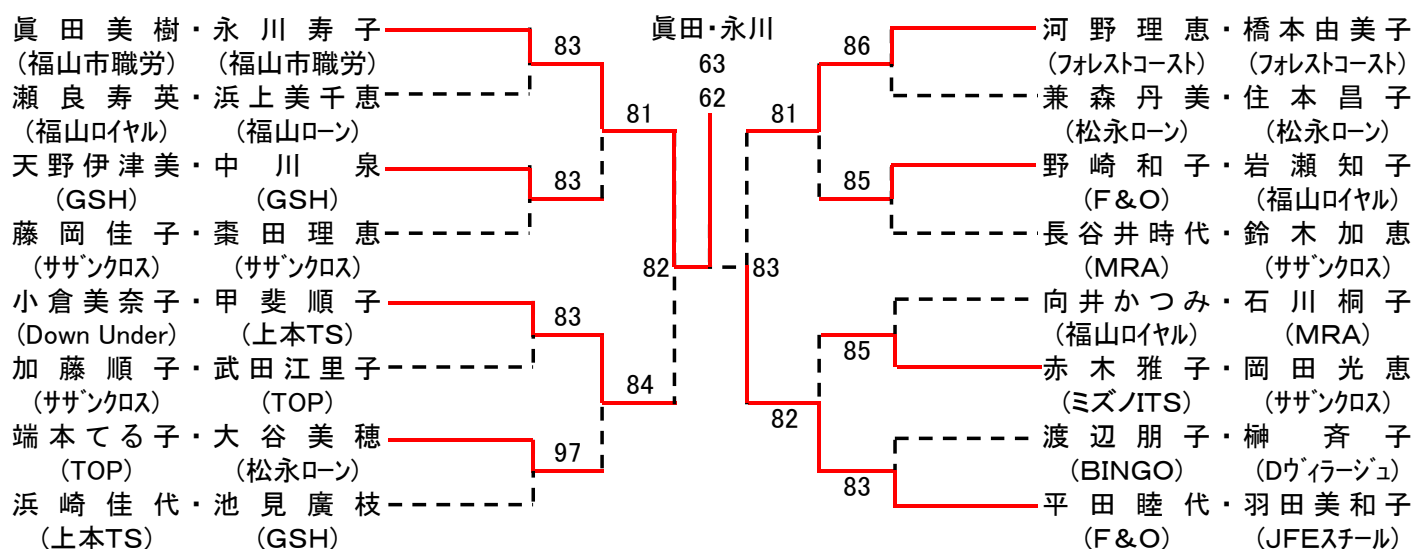 眞田美樹・永川寿子
(福山市職労) (福山市職労)
瀬良寿英・浜上美千恵
(福山ロイヤル) (福山ローン)
天野伊津美・中川泉
(GSH) (GSH)
藤岡佳子・棗田理恵
(サザンクロス) (サザンクロス)
小倉美奈子・甲斐順子
(Down Under) (上本TS)
加藤順子・武田江里子
(サザンクロス) (TOP)
端本てる子・大谷美穂
(TOP) (松永ローン)
浜崎佳代・池見廣枝
(上本TS) (GSH)
83
83
83
97
81
84
82
眞田・永川
63
62
83
81
82
86
85
85
83
河野理恵・橋本由美子
(フォレストコースト) (フォレストコースト)
兼森丹美・住本昌子
(松永ローン) (松永ローン)
野崎和子・岩瀬知子
(F&O) (福山ロイヤル)
長谷井時代・鈴木加恵
(MRA) (サザンクロス)
向井かつみ・石川桐子
(福山ロイヤル) (MRA)
赤木雅子・岡田光恵
(ミズノITS) (サザンクロス)
渡辺朋子・榊斉子
(BINGO) (Dヴィラージュ)
平田睦代・羽田美和子
(F&O) (JFEスチール)